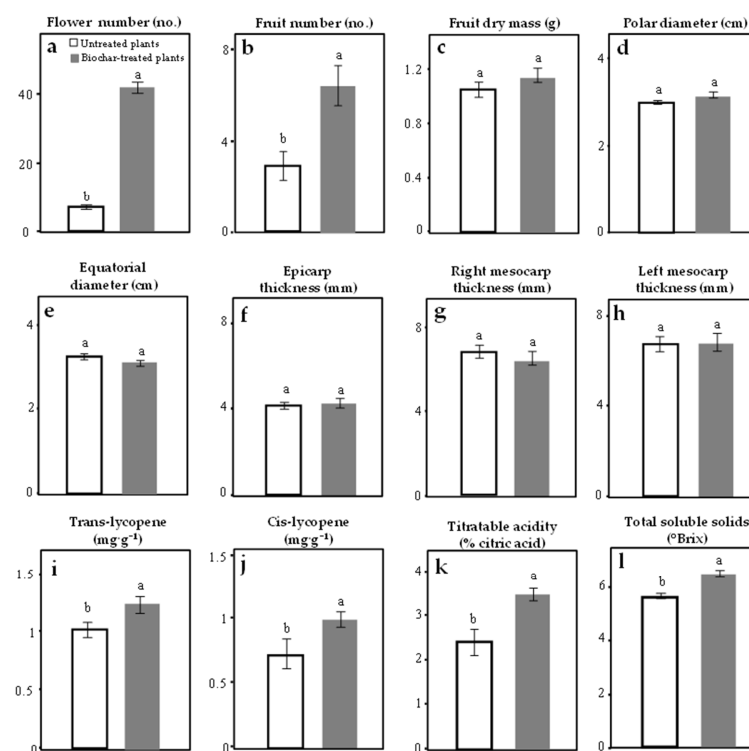 Flower number (no.)
Fruit number (no.)
Fruit dry mass (g)
Polar diameter (cm)
a
Untreated plants
Biochar-treated plants
b
c
d
40
20
0
a
b
8
4
0
a
b
1.2
0.8
0.4
0
a
a
4
2
0
a
a
Equatorial
diameter (cm)
Epicarp
thickness (mm)
Right mesocarp
thickness (mm)
Left mesocarp
thickness (mm)
e
f
g
h
4
2
0
a
a
8
4
0
a
a
8
4
0
a
a
8
4
0
a
a
Trans-lycopene
(mg·g⁻¹)
Cis-lycopene
(mg·g⁻¹)
Titratable acidity
(% citric acid)
Total soluble solids
(°Brix)
i
j
k
l
1.5
1
0.5
0
b
a
1.5
1
0.5
0
b
a
4
3
2
1
0
b
a
6
4
2
0
b
a